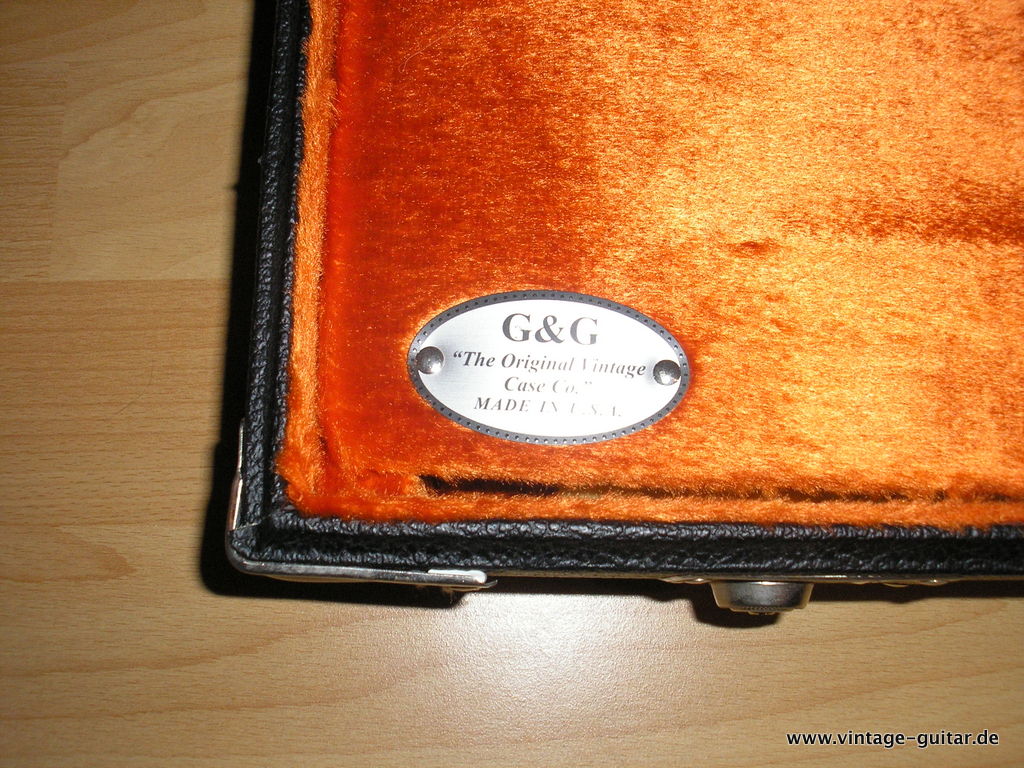 G&G
“The Original Vintage
Case Co.”
MADE IN U.S.A.
www.vintage-guitar.de